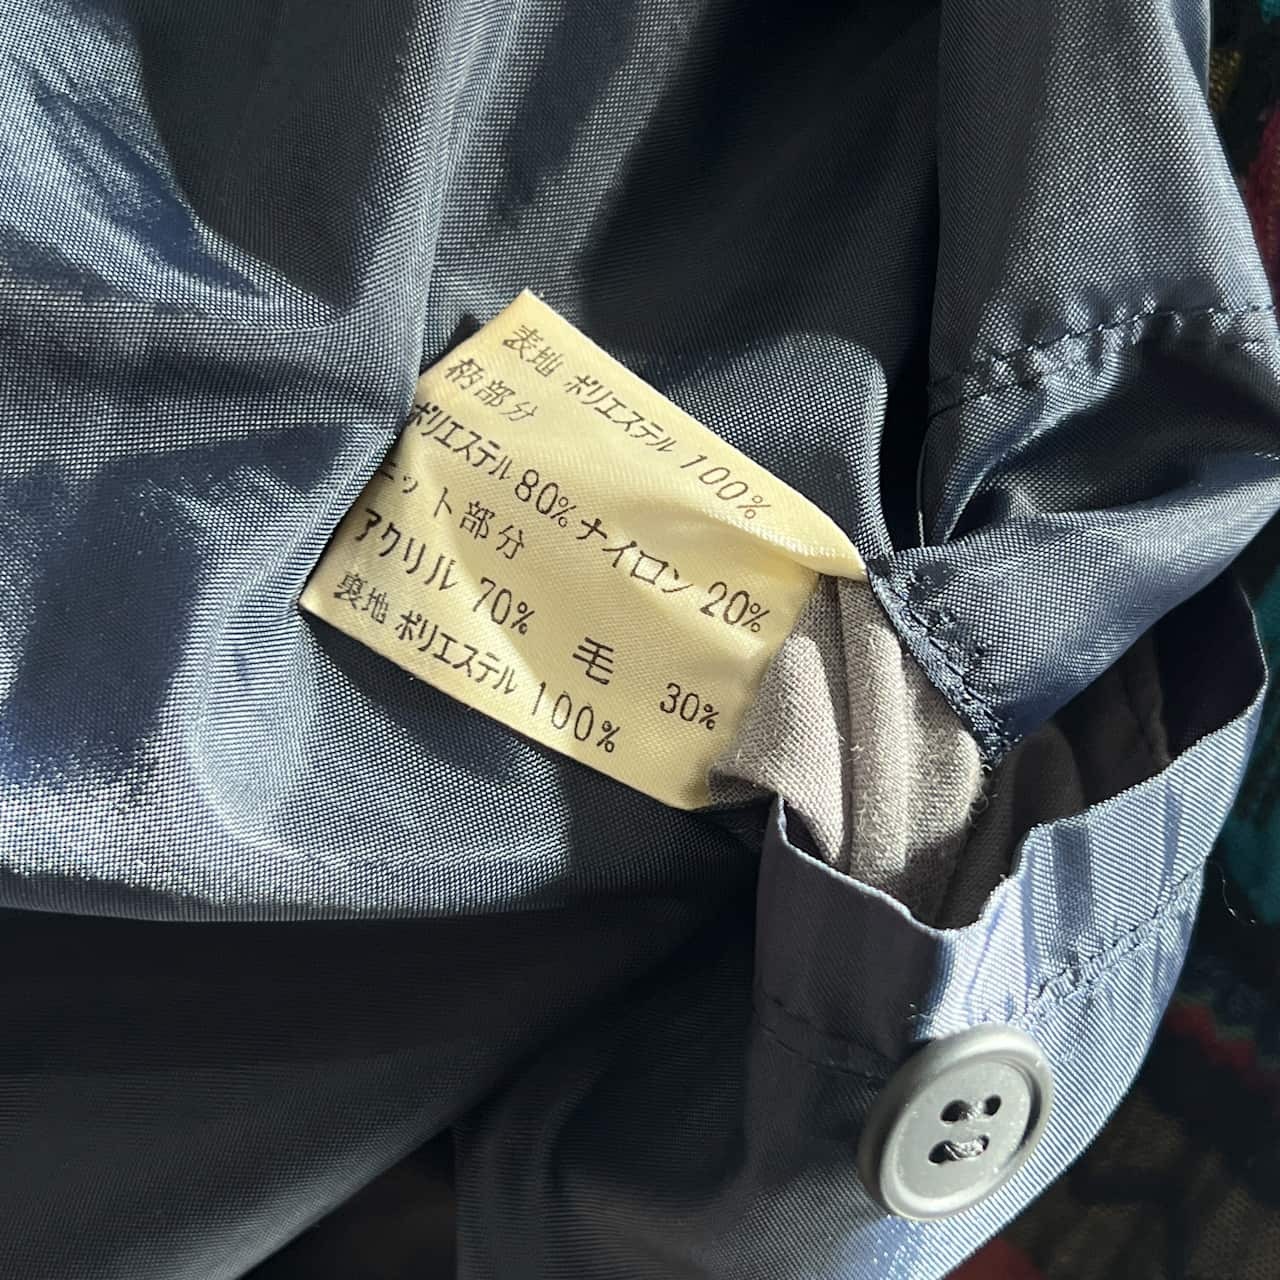 表地 ポリエステル 100%
柄部分
ポリエステル 80% ナイロン 20%
ニット部分
アクリル 70% 毛 30%
裏地 ポリエステル 100%